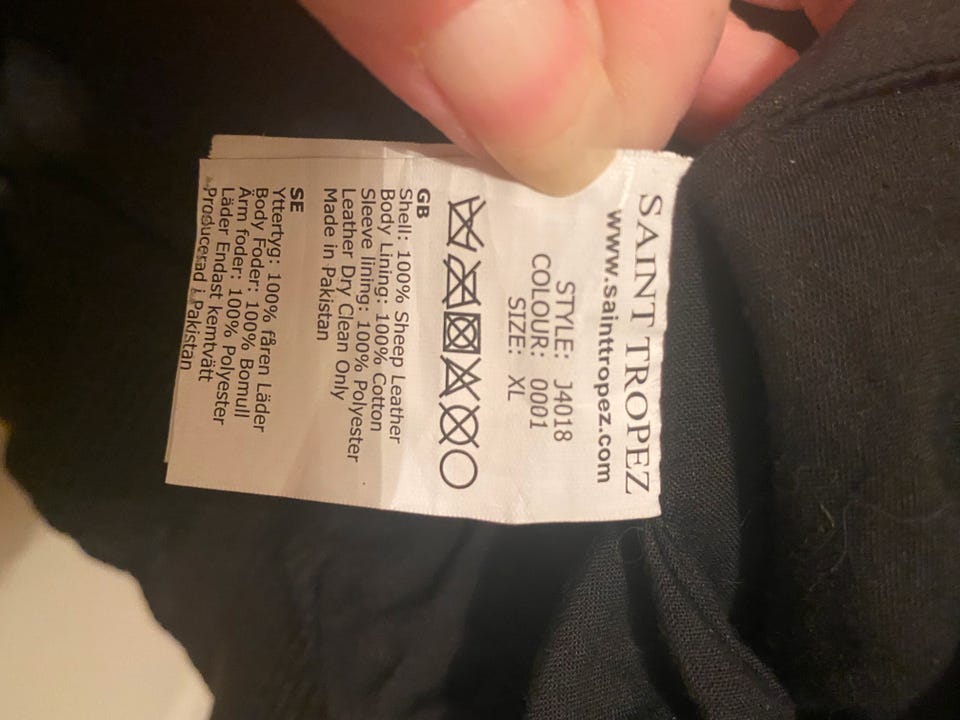 SAINT TROPEZ
www.sainttropez.com
STYLE: J4018
COLOUR: 0001
SIZE: XL
GB
Shell: 100% Sheep Leather
Body Lining: 100% Cotton
Sleeve lining: 100% Polyester
Leather Dry Clean Only
Made in Pakistan
SE
Yttertyg: 100% fåren Läder
Body Foder: 100% Bomull
Ärm foder: 100% Polyester
Läder Endast kemtvätt
Producerad i Pakistan